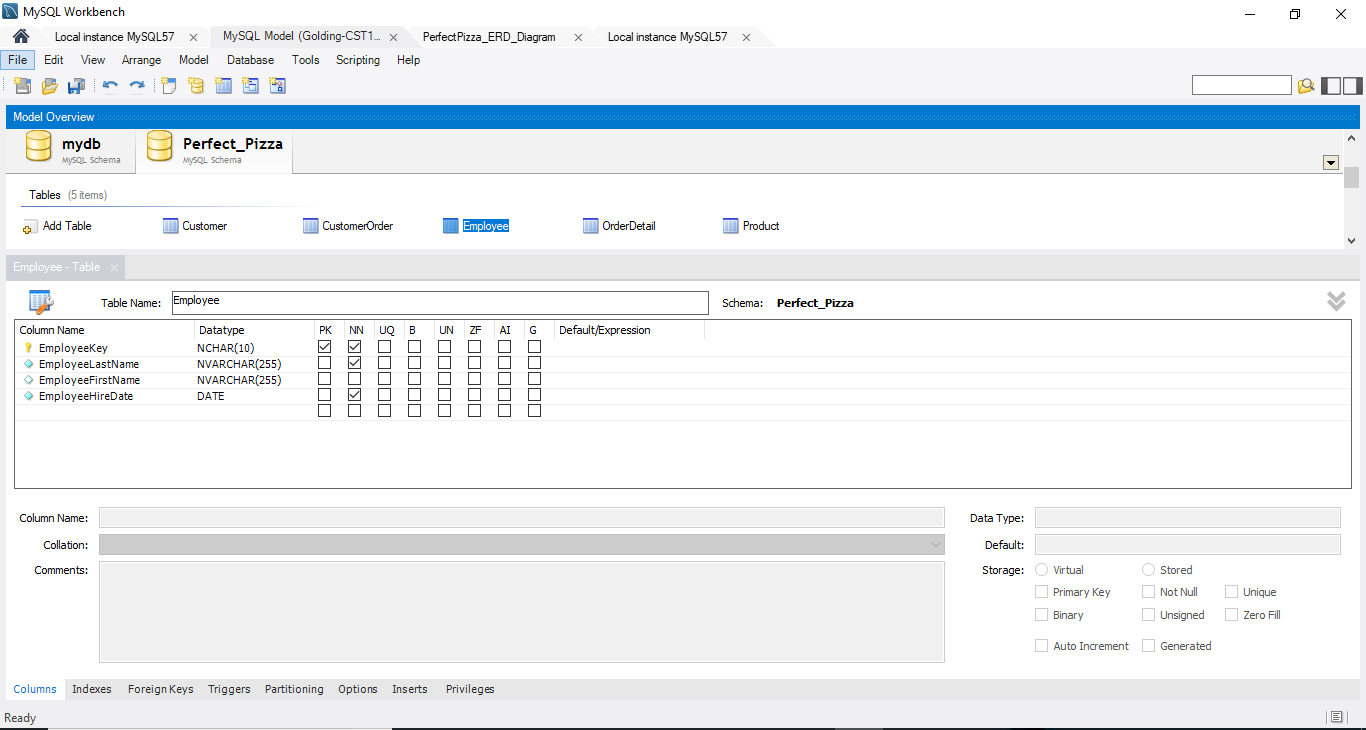 MySQL Workbench
Local instance MySQL57 MySQL Model (Golding-CST1... PerfectPizza_ERD_Diagram Local instance MySQL57
File Edit View Arrange Model Database Tools Scripting Help
Model Overview
mydb
MySQL Schema
Perfect_Pizza
MySQL Schema
Tables (5 items)
Add Table Customer CustomerOrder Employee OrderDetail Product
Employee - Table
Table Name: Employee Schema: Perfect_Pizza
Column Name Datatype PK NN UQ B UN ZF AI G Default/Expression
EmployeeKey NCHAR(10)
EmployeeLastName NVARCHAR(255)
EmployeeFirstName NVARCHAR(255)
EmployeeHireDate DATE
Column Name: Data Type:
Collation: Default:
Comments: Storage: Virtual Stored
Primary Key Not Null Unique
Binary Unsigned Zero Fill
Auto Increment Generated
Columns Indexes Foreign Keys Triggers Partitioning Options Inserts Privileges
Ready